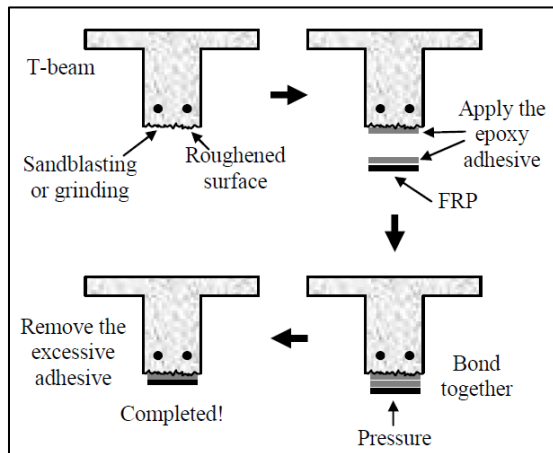 T-beam
Sandblasting
or grinding
Roughened
surface
Apply the
epoxy
adhesive
FRP
Remove the
excessive
adhesive
Completed!
Bond
together
Pressure